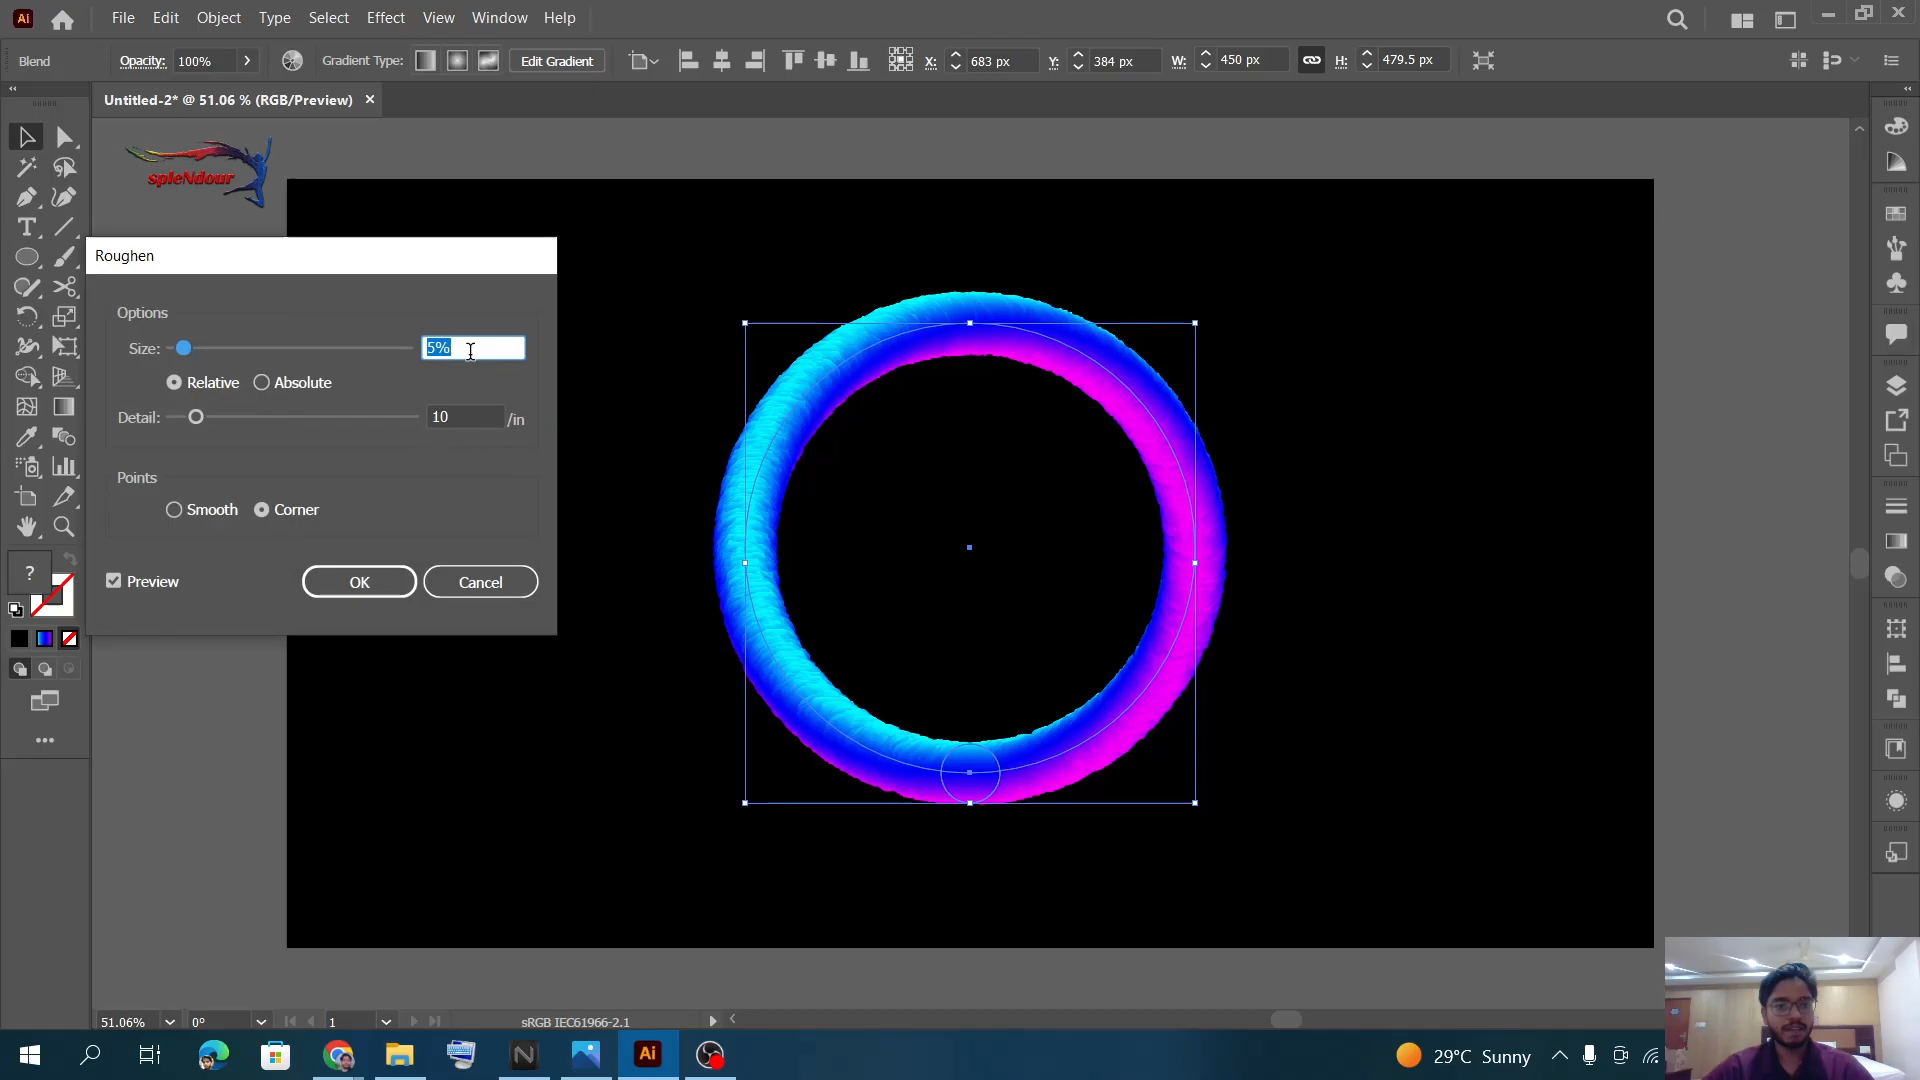 Ai File Edit Object Type Select Effect View Window Help
Blend Opacity: 100% Gradient Type: Edit Gradient X: 683 px Y: 384 px W: 450 px H: 479.5 px
Untitled-2* @ 51.06 % (RGB/Preview)
spleNdour
Roughen
Options
Size: 5%
Relative Absolute
Detail: 10 /in
Points
Smooth Corner
Preview OK Cancel
?
51.06% 0° 1 sRGB IEC61966-2.1
N Ai 29°C Sunny